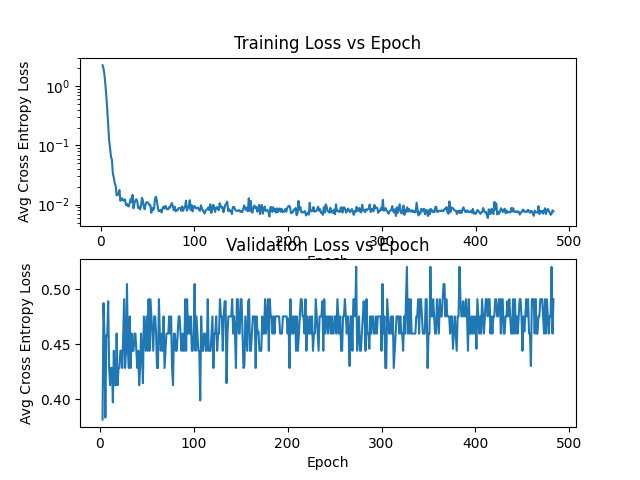 Training Loss vs Epoch
Avg Cross Entropy Loss
10^0
10^-1
10^-2
0 100 200 300 400 500
Epoch
Validation Loss vs Epoch
Avg Cross Entropy Loss
0.50
0.45
0.40
0 100 200 300 400 500
Epoch